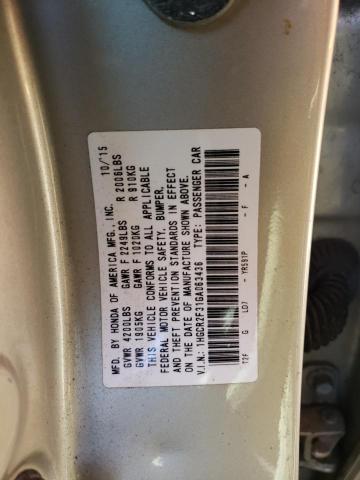 MFD. BY HONDA OF AMERICA MFG., INC. 10/'15
GVWR 4200LBS GAWR F 2249LBS R 2006LBS
GVWR 1905KG GAWR F 1020KG R 910KG
THIS VEHICLE CONFORMS TO ALL APPLICABLE
FEDERAL MOTOR VEHICLE SAFETY, BUMPER,
AND THEFT PREVENTION STANDARDS IN EFFECT
ON THE DATE OF MANUFACTURE SHOWN ABOVE.
V.I.N.: 1HGCR2F31GA063436 TYPE: PASSENGER CAR
T2F G LD7 - YR591P - F - A